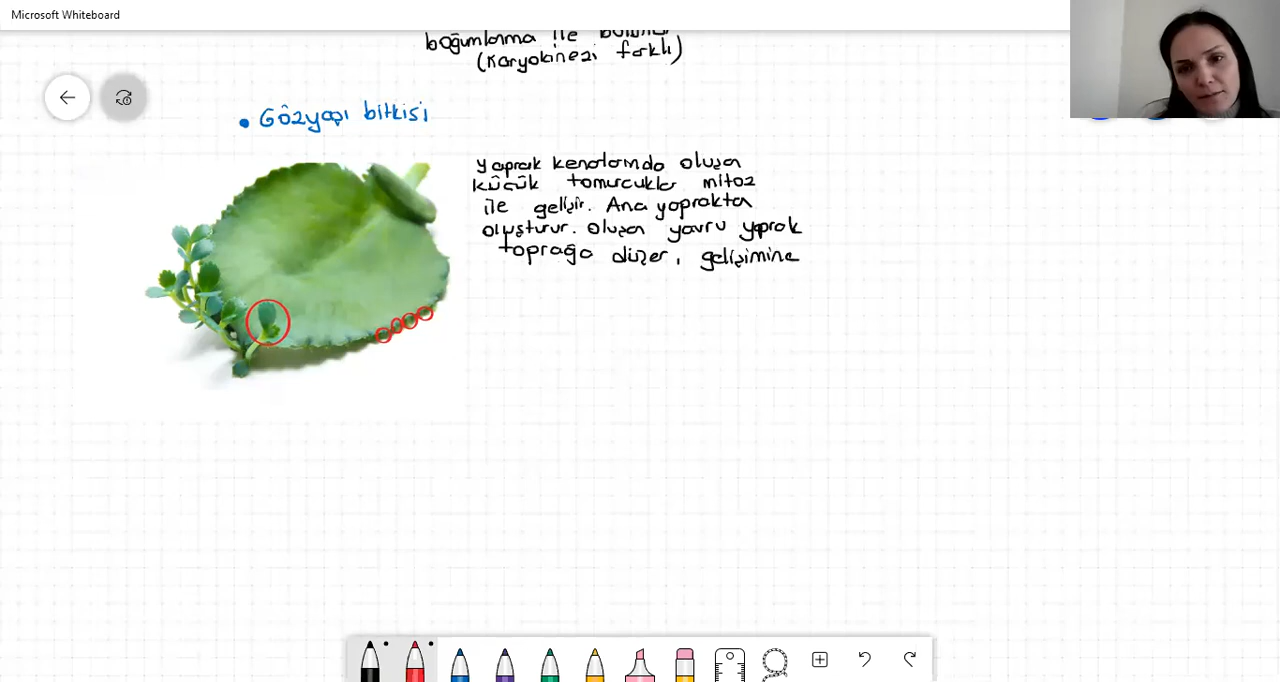 Microsoft Whiteboard
boğumlanma ile bölünür
(Karyokinezi farklı)
• Gözyaşı bitkisi
yaprak kenarlarında oluşan
küçük tomurcuklar mitoz
ile gelişir. Ana yaprakta
oluşturur. oluşan yavru yaprak
toprağa düşer, gelişimine